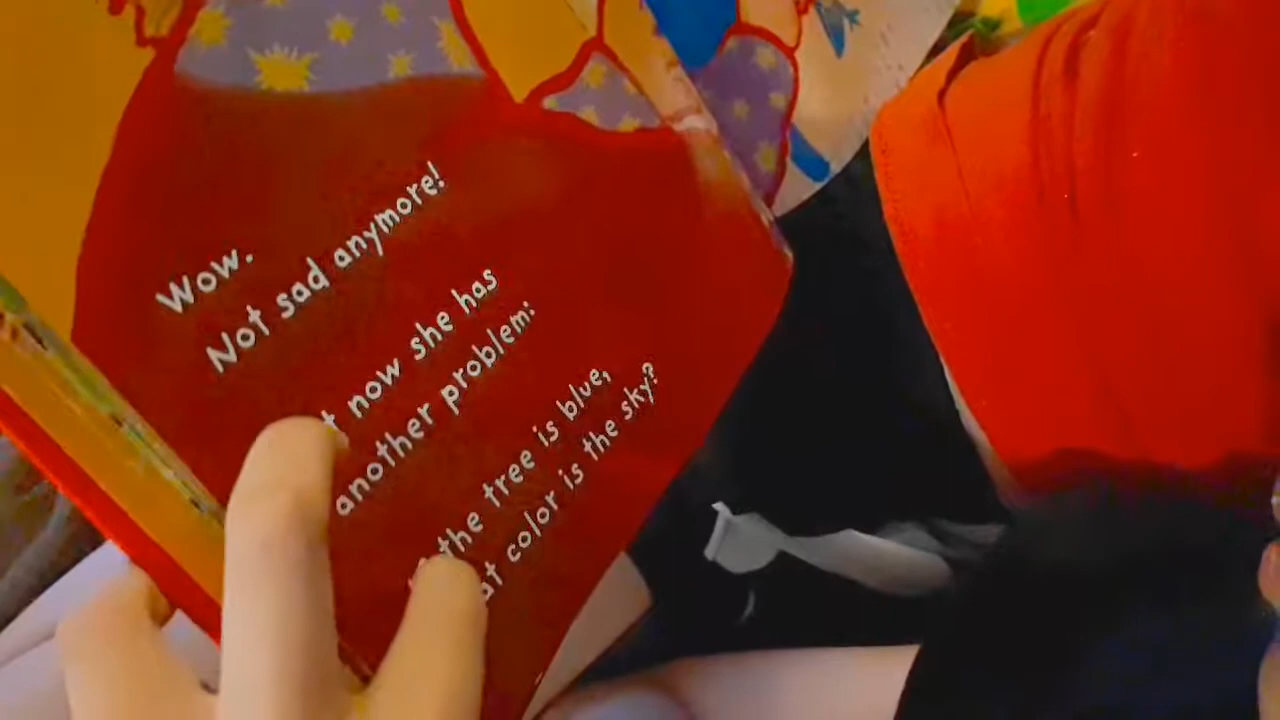 Wow.
Not sad anymore!
now she has
another problem:
the tree is blue,
color is the sky?